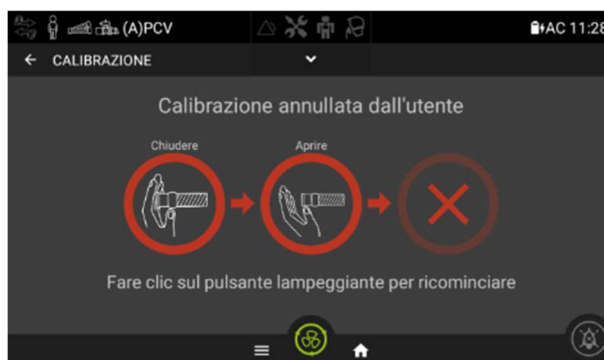 (A)PCV
AC 11:28
CALIBRAZIONE
Calibrazione annullata dall'utente
Chiudere
Aprire
Fare clic sul pulsante lampeggiante per ricominciare